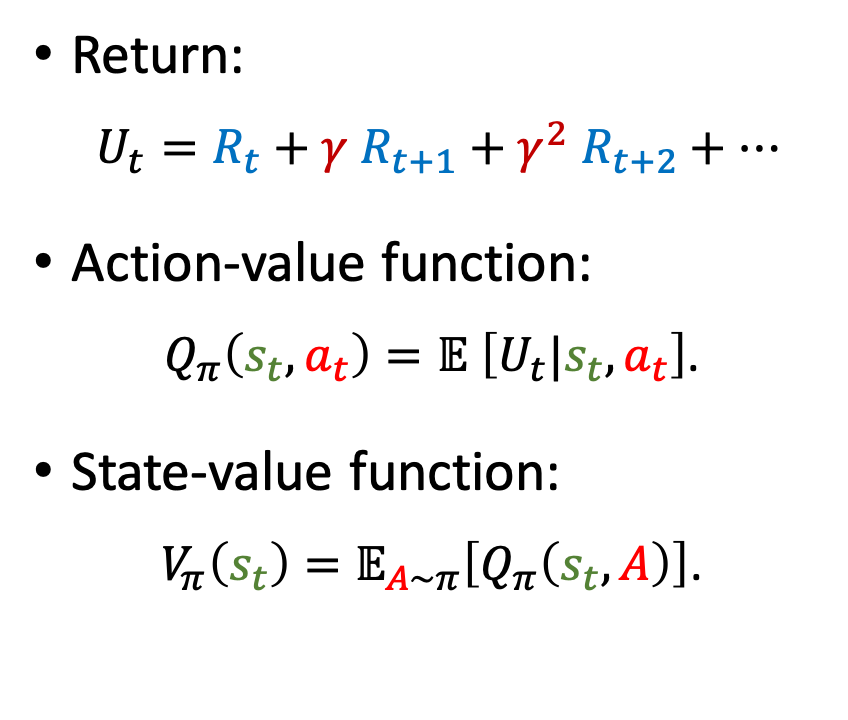 • Return:
U_t = R_t + γ R_{t+1} + γ² R_{t+2} + ⋯
• Action-value function:
Q_π(s_t, a_t) = 𝔼 [U_t|s_t, a_t].
• State-value function:
V_π(s_t) = 𝔼_{A~π}[Q_π(s_t, A)].